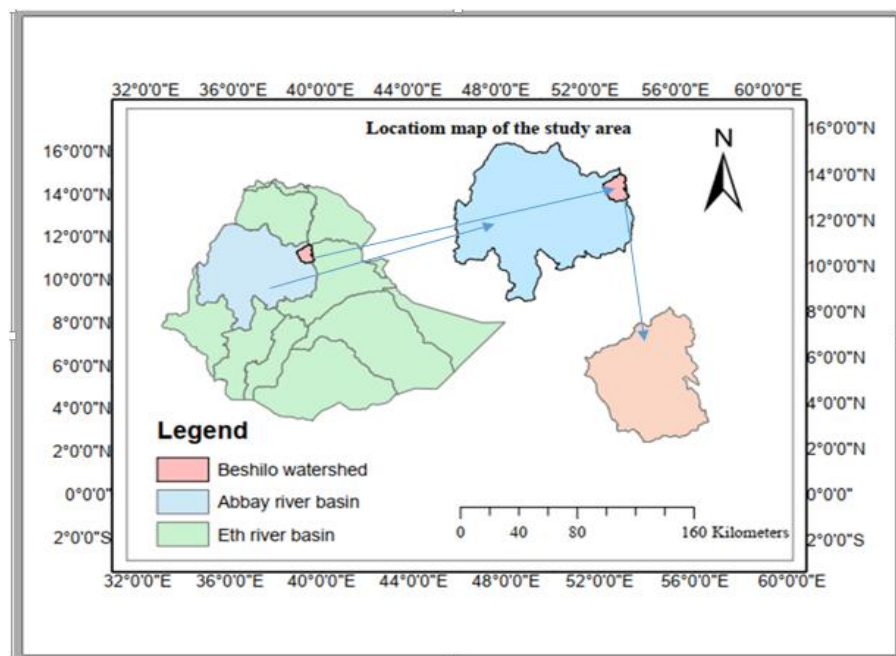 32°0'0"E 36°0'0"E 40°0'0"E 44°0'0"E 48°0'0"E 52°0'0"E 56°0'0"E 60°0'0"E
Locatiom map of the study area
N
16°0'0"N
14°0'0"N
12°0'0"N
10°0'0"N
8°0'0"N
6°0'0"N
4°0'0"N
2°0'0"N
0°0'0"
2°0'0"S
16°0'0"N
14°0'0"N
12°0'0"N
10°0'0"N
8°0'0"N
6°0'0"N
4°0'0"N
2°0'0"N
0°0'0"
2°0'0"S
Legend
Beshilo watershed
Abbay river basin
Eth river basin
0 40 80 160 Kilometers
32°0'0"E 36°0'0"E 40°0'0"E 44°0'0"E 48°0'0"E 52°0'0"E 56°0'0"E 60°0'0"E